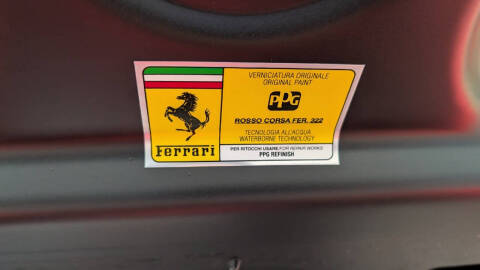 VERNICIATURA ORIGINALE
ORIGINAL PAINT
PPG
ROSSO CORSA FER. 322
TECNOLOGIA ALL'ACQUA
WATERBORNE TECHNOLOGY
Ferrari
PER RITOCCHI USARE/FOR REPAIR WORKS
PPG REFINISH